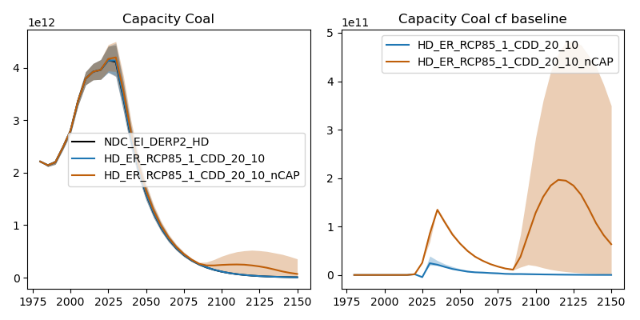 Capacity Coal
1e12
4
3
2
1
0
NDC_EI_DERP2_HD
HD_ER_RCP85_1_CDD_20_10
HD_ER_RCP85_1_CDD_20_10_nCAP
1975 2000 2025 2050 2075 2100 2125 2150
Capacity Coal cf baseline
1e11
5
4
3
2
1
0
HD_ER_RCP85_1_CDD_20_10
HD_ER_RCP85_1_CDD_20_10_nCAP
1975 2000 2025 2050 2075 2100 2125 2150